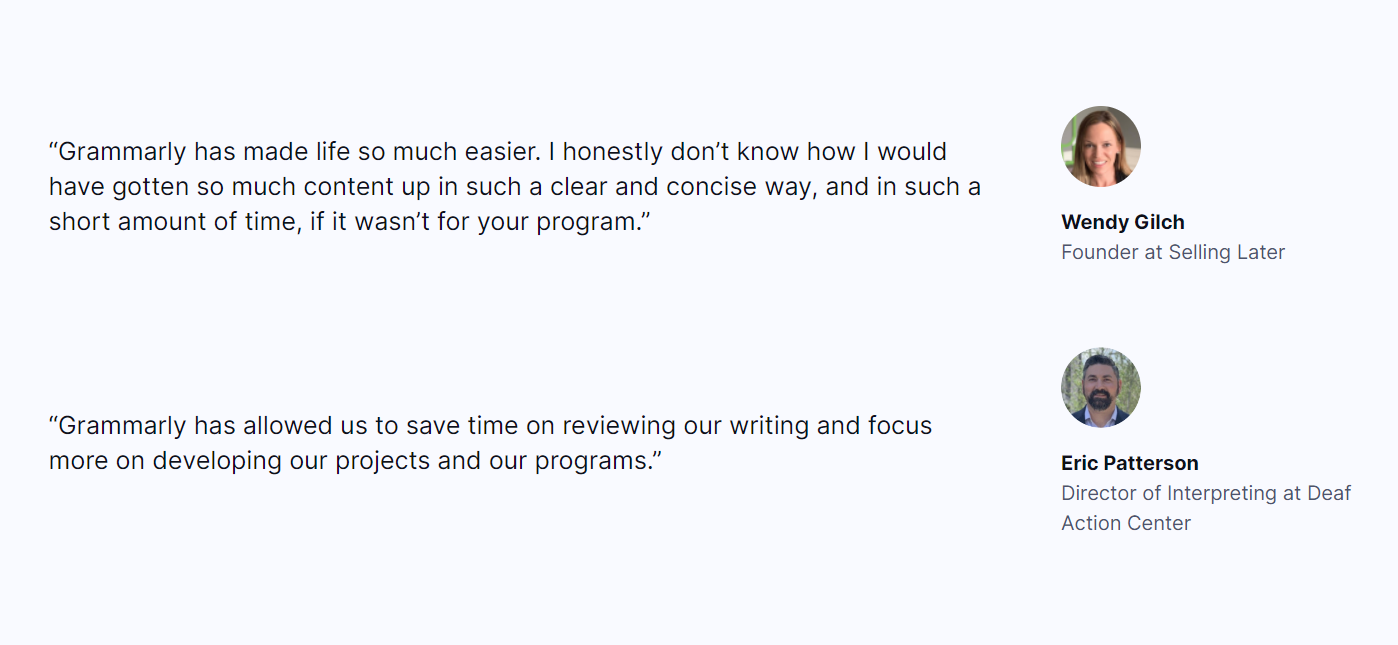 “Grammarly has made life so much easier. I honestly don’t know how I would
have gotten so much content up in such a clear and concise way, and in such a
short amount of time, if it wasn’t for your program.”
Wendy Gilch
Founder at Selling Later
“Grammarly has allowed us to save time on reviewing our writing and focus
more on developing our projects and our programs.”
Eric Patterson
Director of Interpreting at Deaf
Action Center